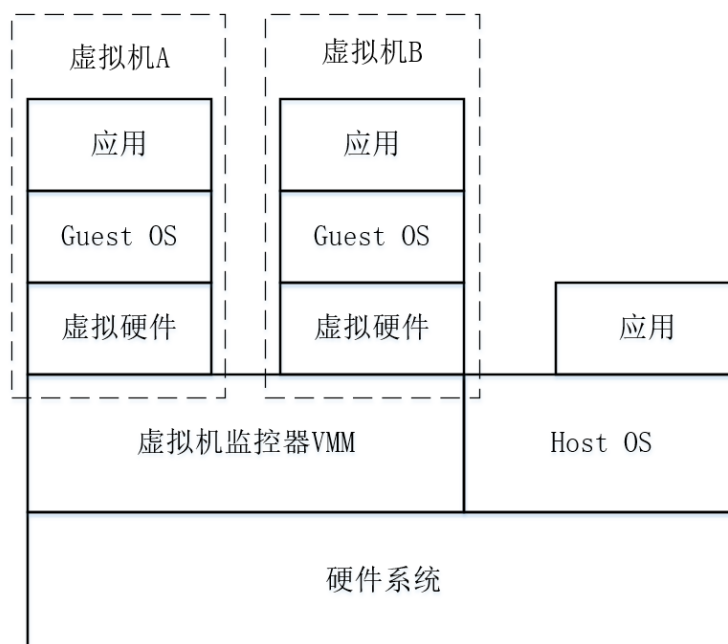 虚拟机A
虚拟机B
应用
应用
Guest OS
Guest OS
虚拟硬件
虚拟硬件
应用
虚拟机监控器VMM
Host OS
硬件系统